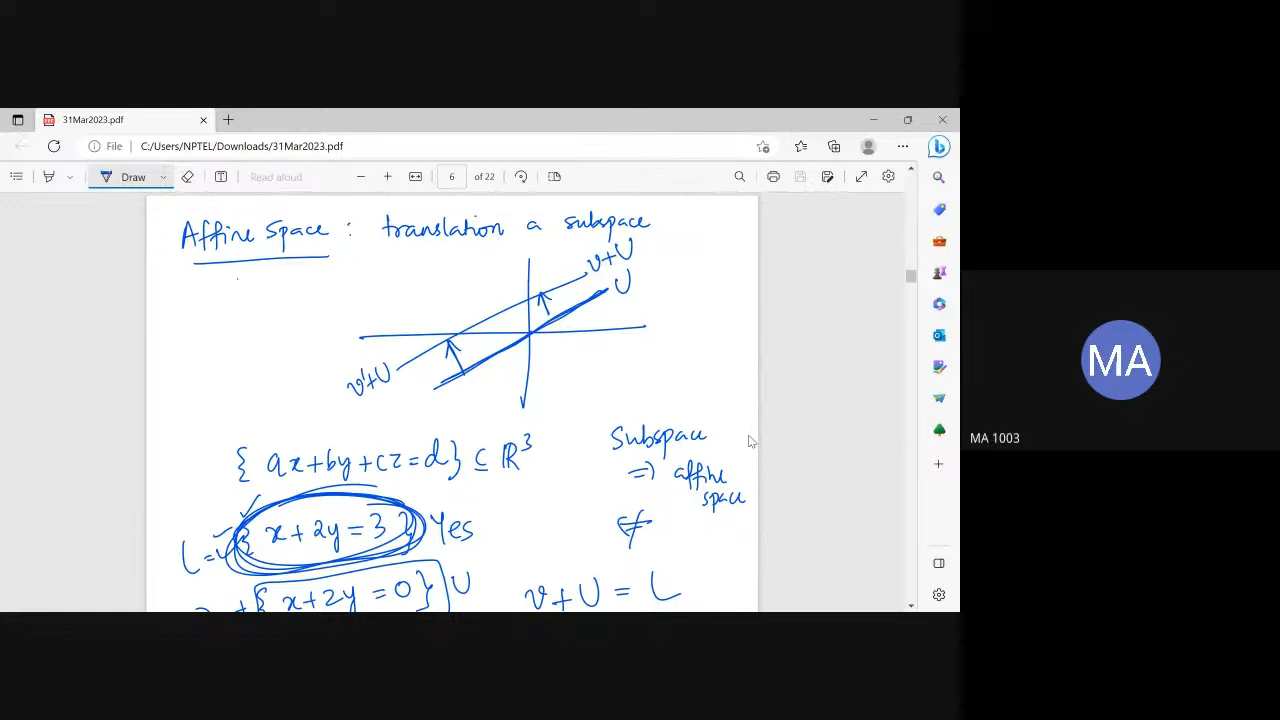 31Mar2023.pdf
File C:/Users/NPTEL/Downloads/31Mar2023.pdf
Draw Read aloud 6 of 22
Affine Space : translation a subspace
v+U
U
v'+U
{ ax+by+cz=d} ⊆ ℝ³
Subspace
=) affine
space
L = { x+2y=3 } Yes
⇍
{ x+2y=0} U
v+U = L
MA
MA 1003